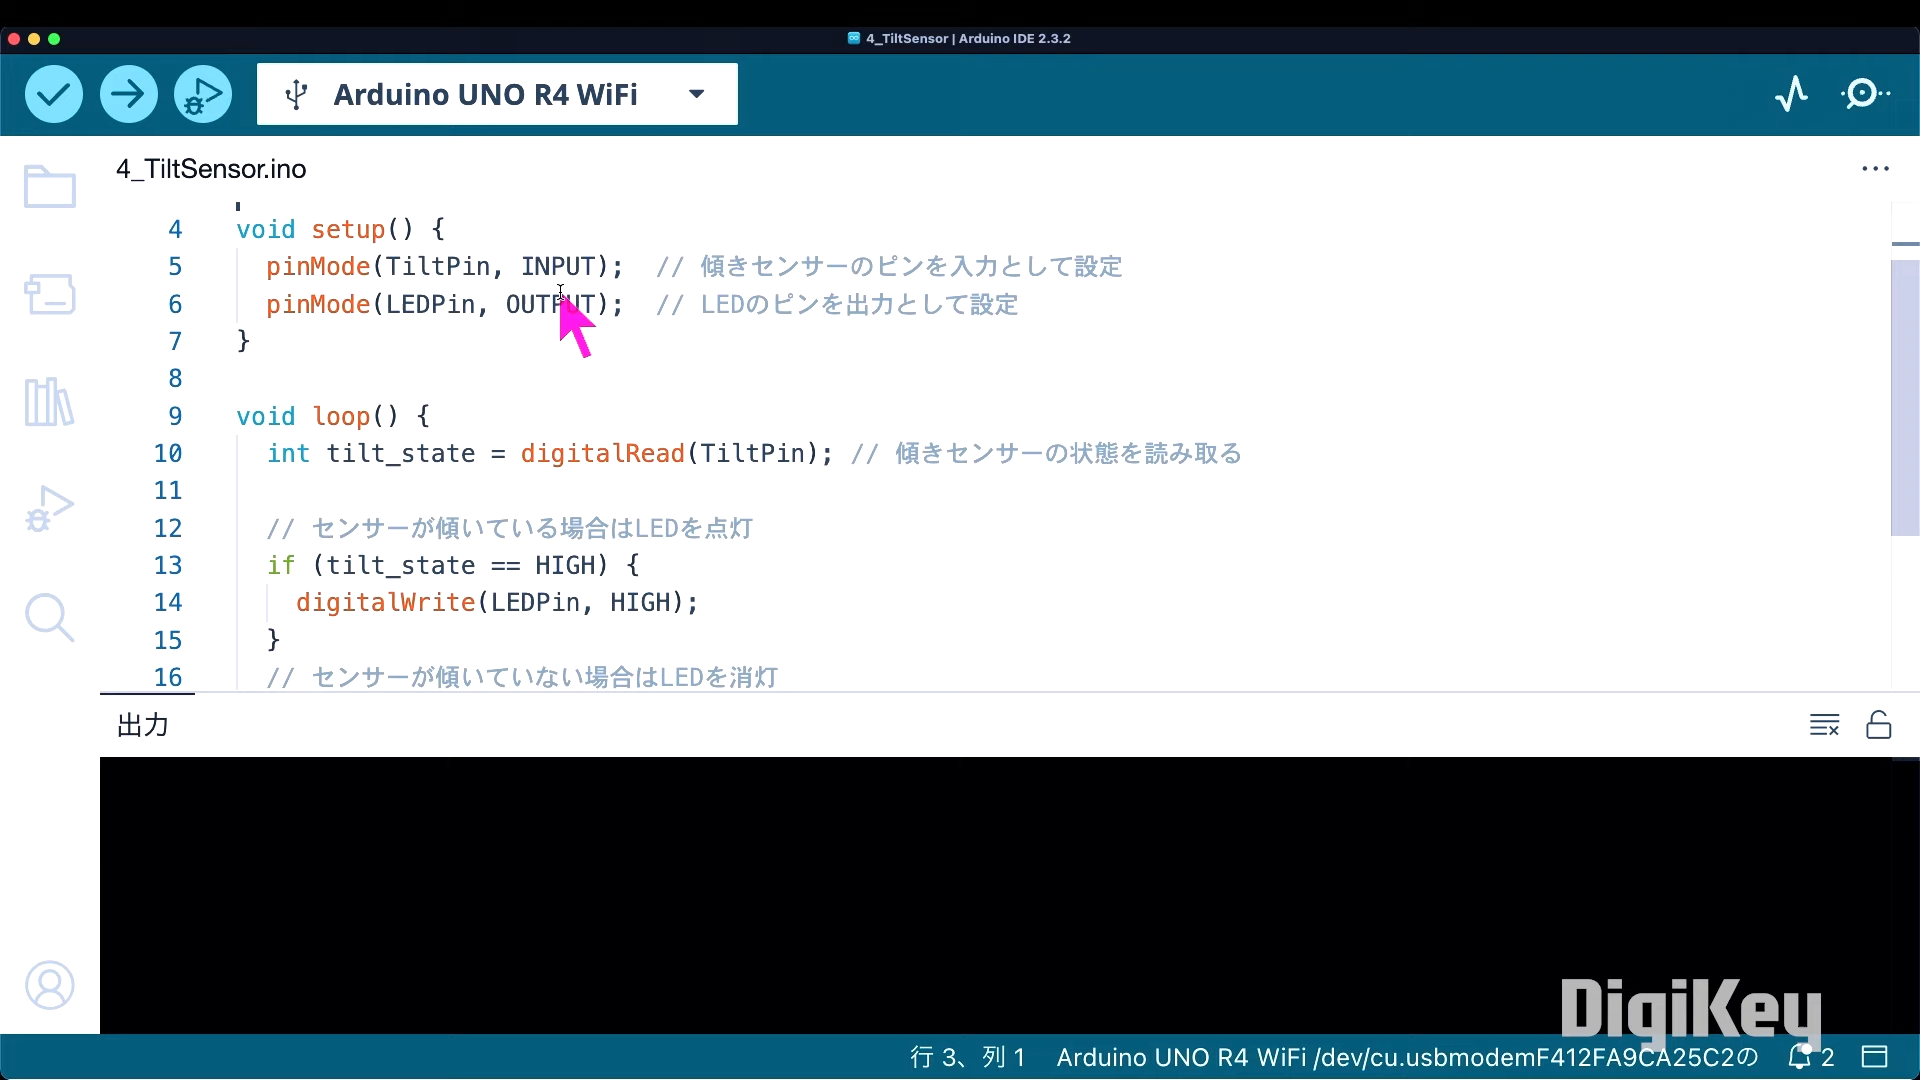 4_TiltSensor | Arduino IDE 2.3.2
Arduino UNO R4 WiFi
4_TiltSensor.ino
4 void setup() {
5 pinMode(TiltPin, INPUT); // 傾きセンサーのピンを入力として設定
6 pinMode(LEDPin, OUTPUT); // LEDのピンを出力として設定
7 }
8
9 void loop() {
10 int tilt_state = digitalRead(TiltPin); // 傾きセンサーの状態を読み取る
11
12 // センサーが傾いている場合はLEDを点灯
13 if (tilt_state == HIGH) {
14 digitalWrite(LEDPin, HIGH);
15 }
16 // センサーが傾いていない場合はLEDを消灯
出力
DigiKey
行 3、列 1 Arduino UNO R4 WiFi /dev/cu.usbmodemF412FA9CA25C2の 2